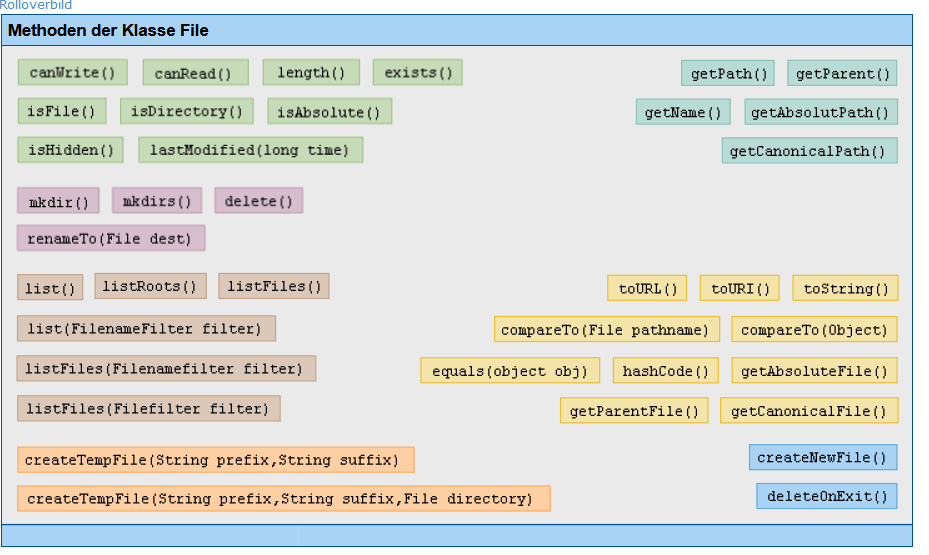 Rolloverbild
Methoden der Klasse File
canWrite() canRead() length() exists() getPath() getParent()
isFile() isDirectory() isAbsolute() getName() getAbsolutPath()
isHidden() lastModified(long time) getCanonicalPath()
mkdir() mkdirs() delete()
renameTo(File dest)
list() listRoots() listFiles() toURL() toURI() toString()
list(FilenameFilter filter) compareTo(File pathname) compareTo(Object)
listFiles(Filenamefilter filter) equals(object obj) hashCode() getAbsoluteFile()
listFiles(Filefilter filter) getParentFile() getCanonicalFile()
createTempFile(String prefix,String suffix) createNewFile()
createTempFile(String prefix,String suffix,File directory) deleteOnExit()